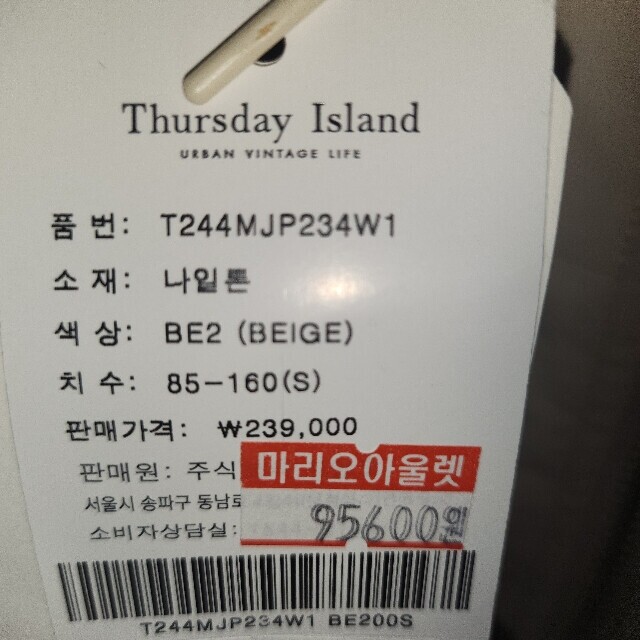 Thursday Island
URBAN VINTAGE LIFE
품 번: T244MJP234W1
소 재: 나일론
색 상: BE2 (BEIGE)
치 수: 85-160(S)
판매가격: ₩239,000
판매원: 주식
마리오아울렛
서울시 송파구 동남로
95600원
소비자상담실:
T244MJP234W1 BE200S